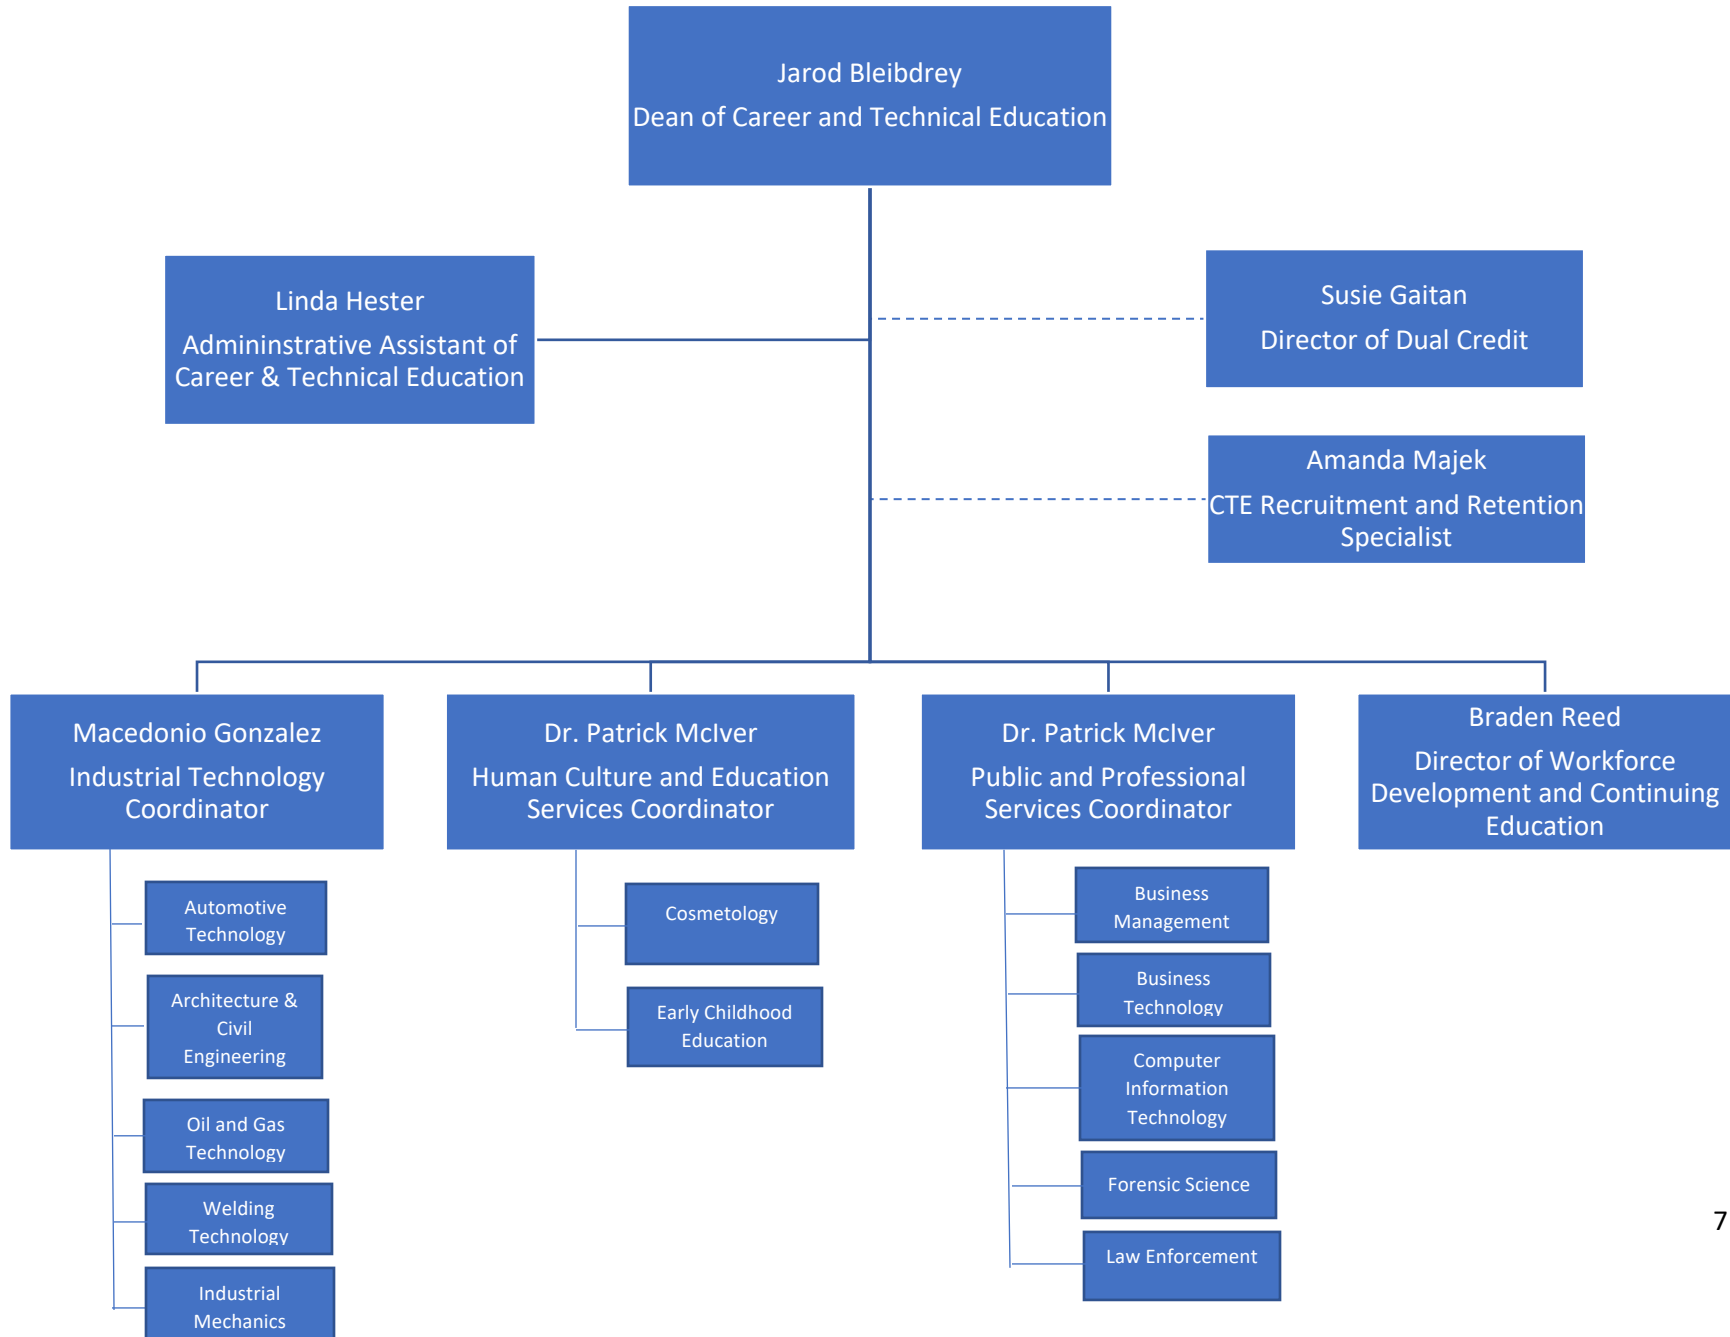 Jarod Bleibdrey
Dean of Career and Technical Education
Linda Hester
Admininstrative Assistant of
Career & Technical Education
Susie Gaitan
Director of Dual Credit
Amanda Majek
CTE Recruitment and Retention
Specialist
Macedonio Gonzalez
Industrial Technology
Coordinator
Dr. Patrick McIver
Human Culture and Education
Services Coordinator
Dr. Patrick McIver
Public and Professional
Services Coordinator
Braden Reed
Director of Workforce
Development and Continuing
Education
Automotive
Technology
Architecture &
Civil
Engineering
Oil and Gas
Technology
Welding
Technology
Industrial
Mechanics
Cosmetology
Early Childhood
Education
Business
Management
Business
Technology
Computer
Information
Technology
Forensic Science
Law Enforcement
7